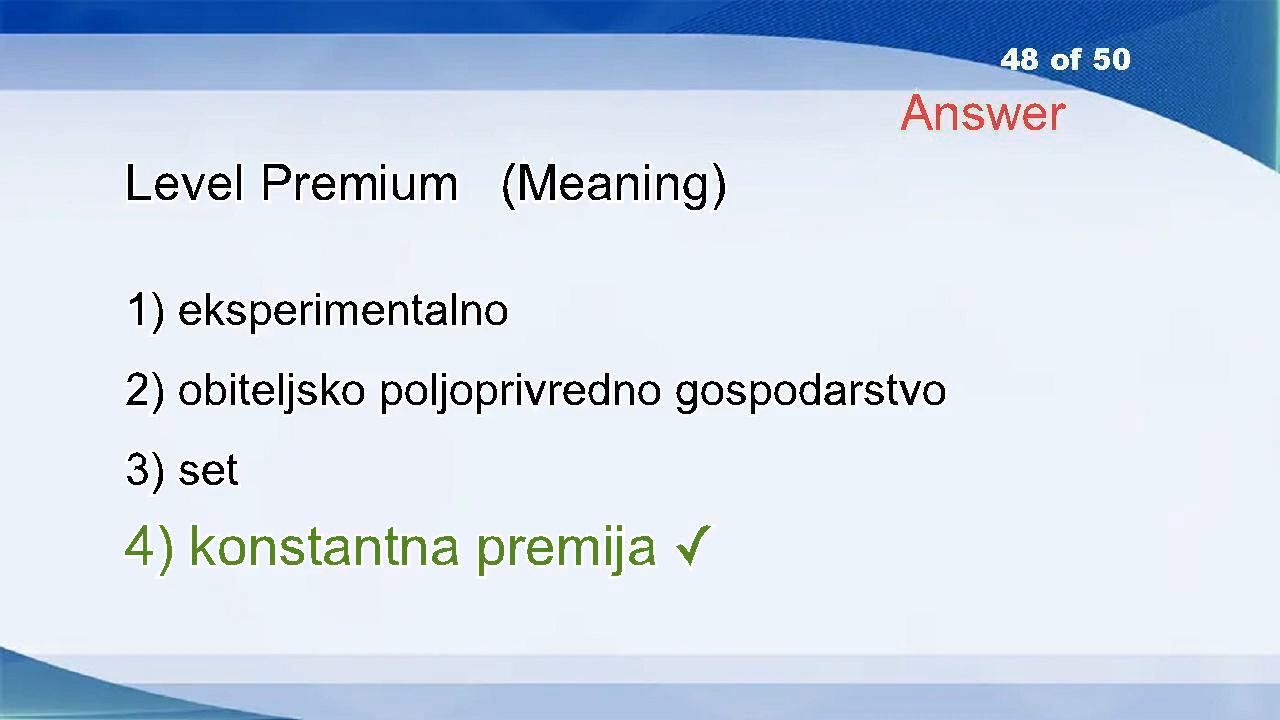 48 of 50
Answer
Level Premium (Meaning)
1) eksperimentalno
2) obiteljsko poljoprivredno gospodarstvo
3) set
4) konstantna premija ✓